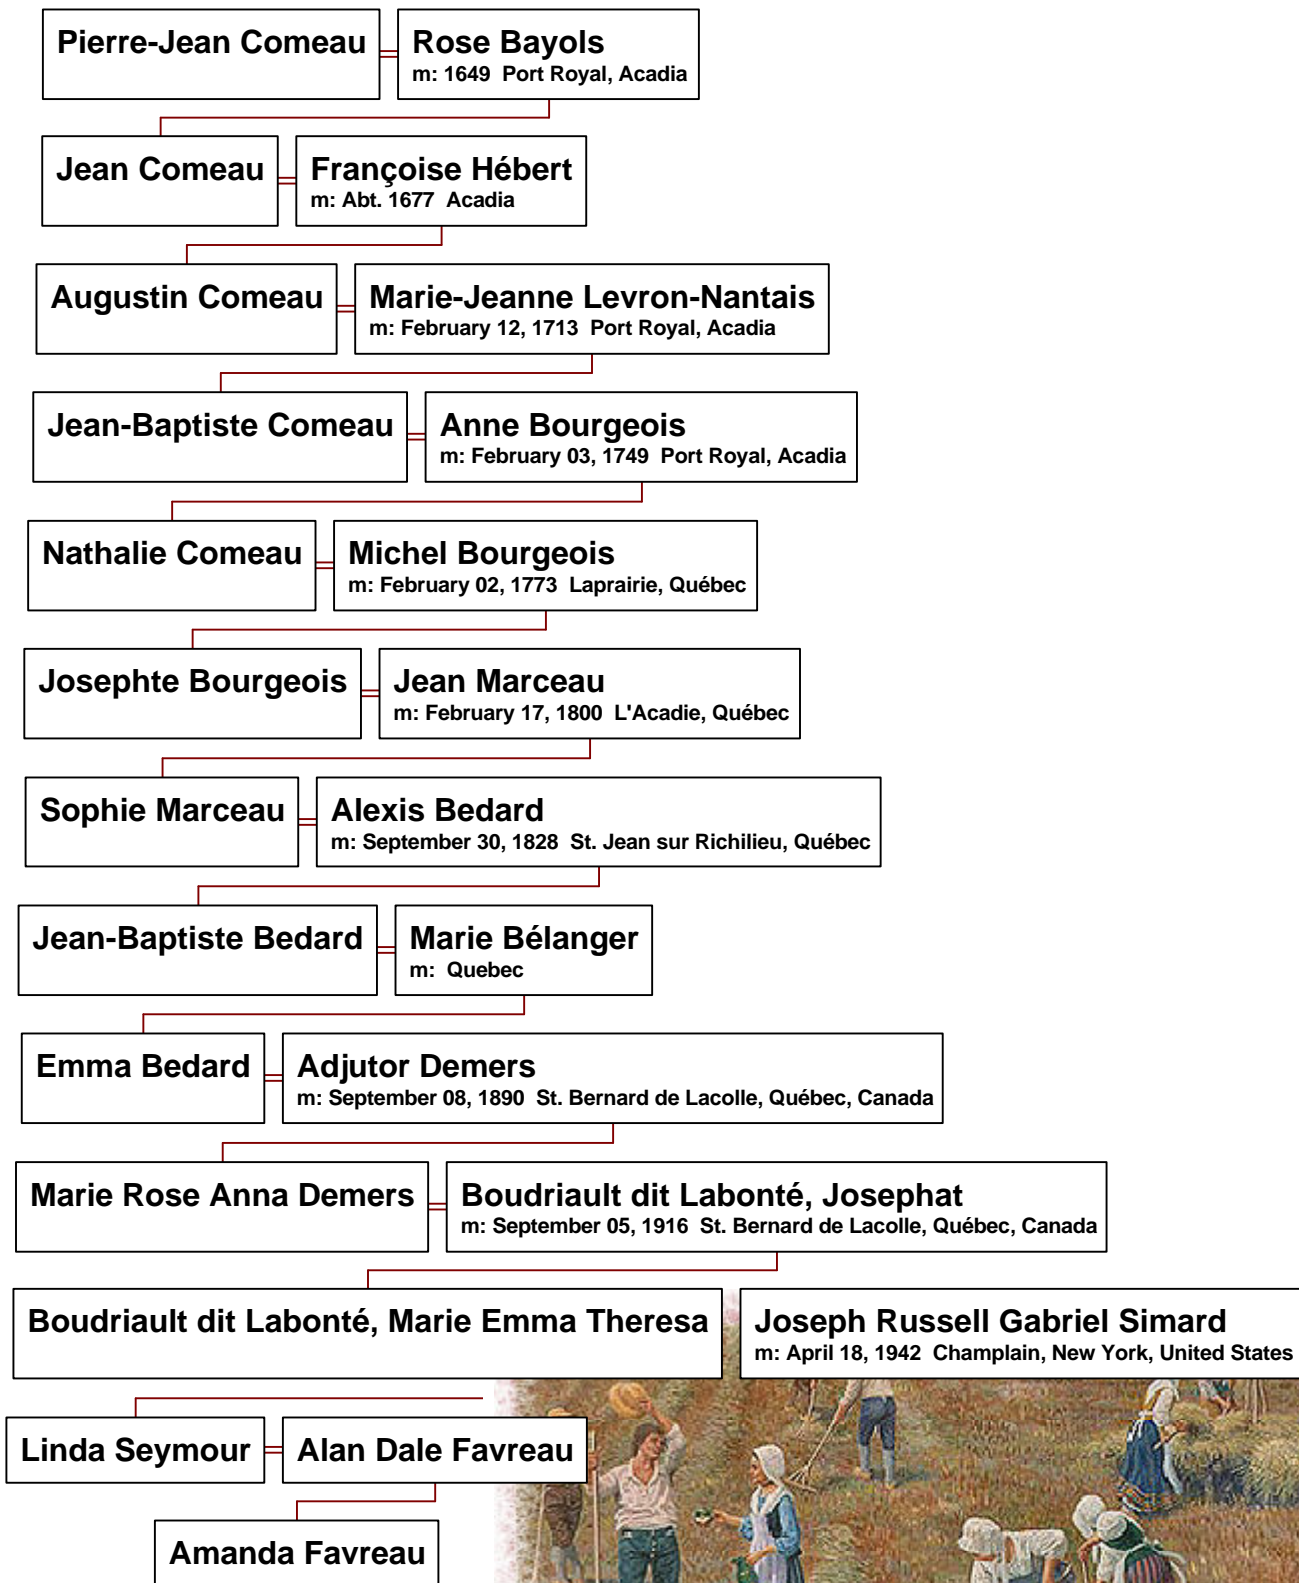 Pierre-Jean Comeau
Rose Bayols
m: 1649 Port Royal, Acadia
Jean Comeau
Françoise Hébert
m: Abt. 1677 Acadia
Augustin Comeau
Marie-Jeanne Levron-Nantais
m: February 12, 1713 Port Royal, Acadia
Jean-Baptiste Comeau
Anne Bourgeois
m: February 03, 1749 Port Royal, Acadia
Nathalie Comeau
Michel Bourgeois
m: February 02, 1773 Laprairie, Québec
Josephte Bourgeois
Jean Marceau
m: February 17, 1800 L'Acadie, Québec
Sophie Marceau
Alexis Bedard
m: September 30, 1828 St. Jean sur Richilieu, Québec
Jean-Baptiste Bedard
Marie Bélanger
m: Quebec
Emma Bedard
Adjutor Demers
m: September 08, 1890 St. Bernard de Lacolle, Québec, Canada
Marie Rose Anna Demers
Boudriault dit Labonté, Josephat
m: September 05, 1916 St. Bernard de Lacolle, Québec, Canada
Boudriault dit Labonté, Marie Emma Theresa
Joseph Russell Gabriel Simard
m: April 18, 1942 Champlain, New York, United States
Linda Seymour
Alan Dale Favreau
Amanda Favreau